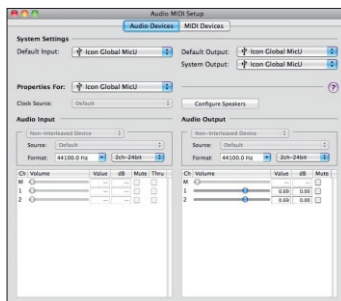 Audio MIDI Setup
Audio Devices MIDI Devices
System Settings
Default Input: Icon Global MicU Default Output: Icon Global MicU
System Output: Icon Global MicU
Properties For: Icon Global MicU ?
Clock Source: Default Configure Speakers
Audio Input Audio Output
Non-Interleaved Device Non-Interleaved Device
Source: Default Source: Default
Format: 44100.0 Hz 2ch-24bit Format: 44100.0 Hz 2ch-24bit
Ch Volume Value dB Mute Thru Ch Volume Value dB Mute
M -- -- M -- --
1 -- -- 1 0.69 0.00
2 -- -- 2 0.69 0.00